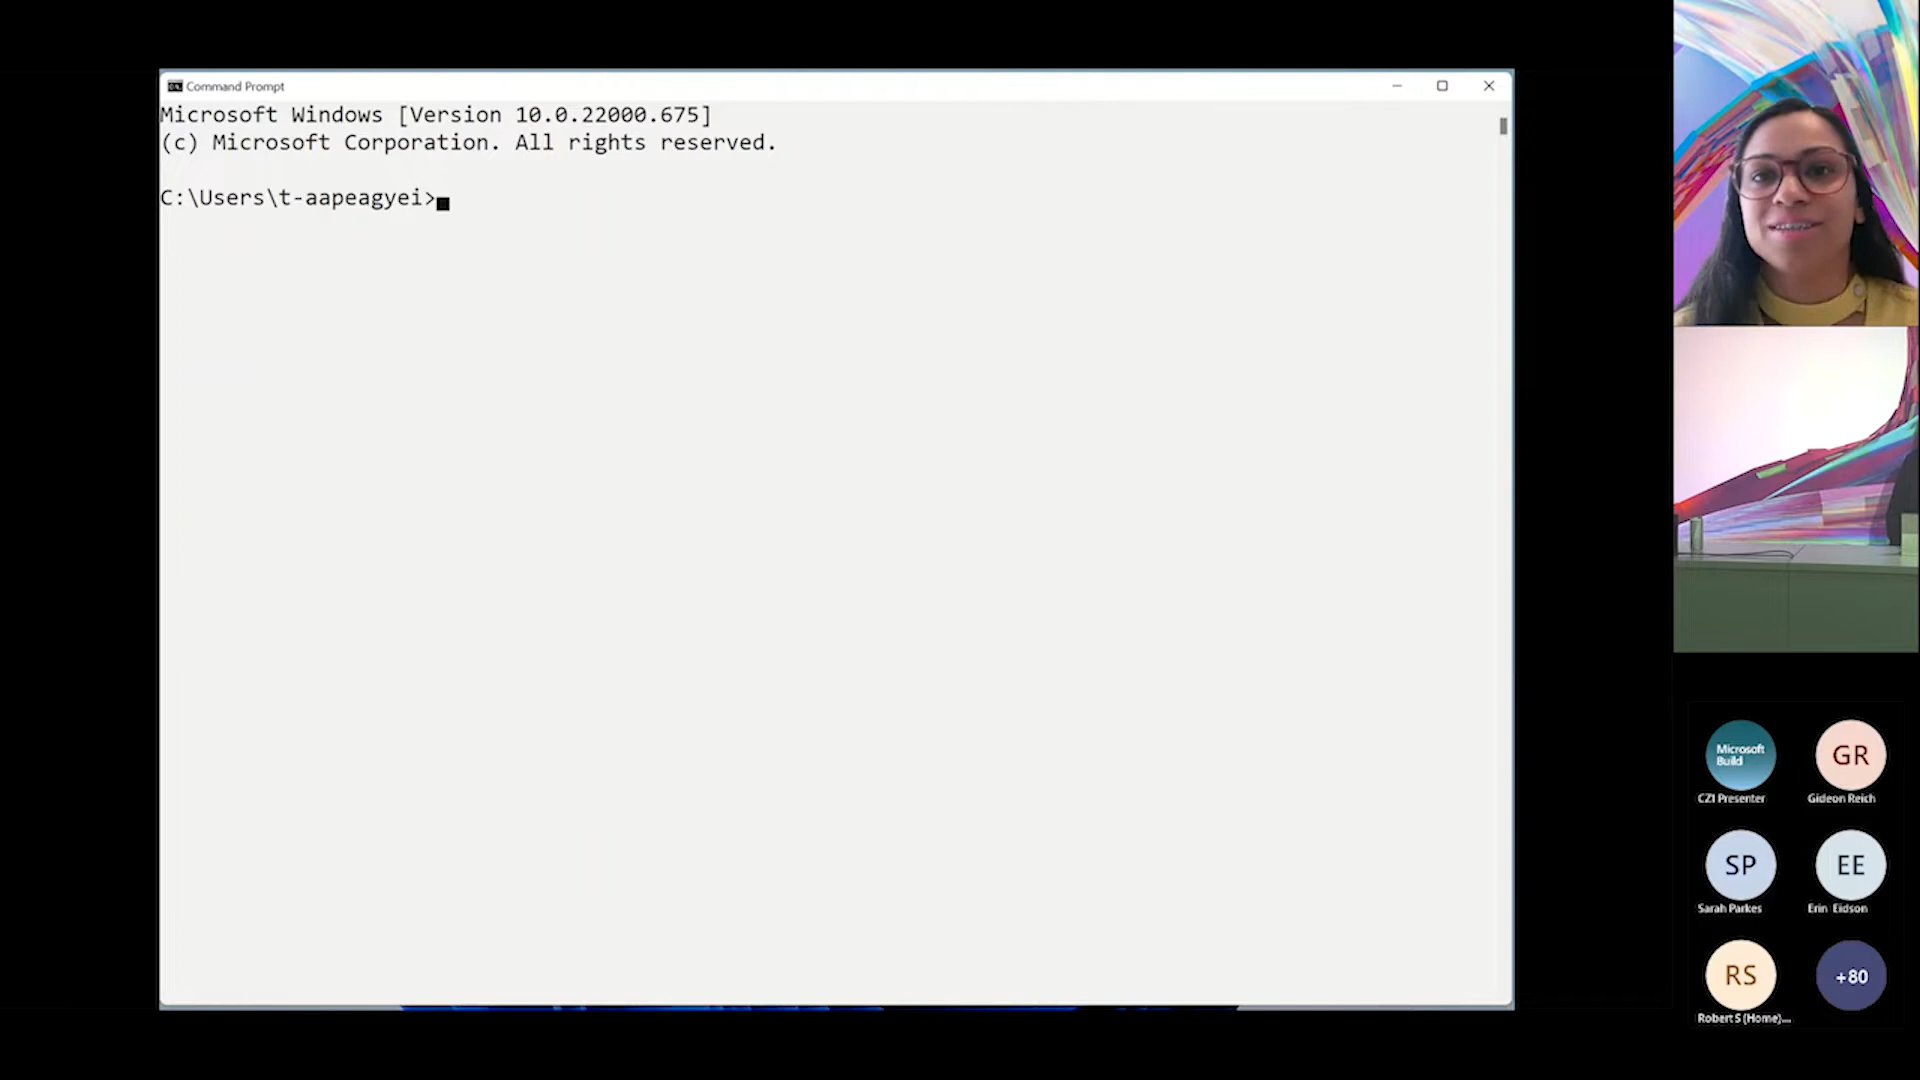 Command Prompt
Microsoft Windows [Version 10.0.22000.675]
(c) Microsoft Corporation. All rights reserved.
C:\Users\t-aapeagyei>
Microsoft
Build
CZI Presenter
GR
Gideon Reich
SP
Sarah Parkes
EE
Erin Eidson
RS
Robert S (Home)...
+80